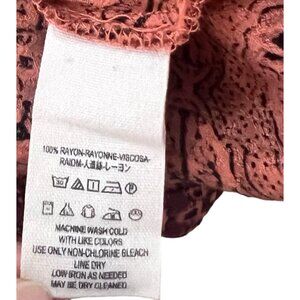 100% RAYON-RAYONNE-VISCOSA-
RAION-人造絲-レーヨン
MACHINE WASH COLD
WITH LIKE COLORS
USE ONLY NON-CHLORINE BLEACH
LINE DRY
LOW IRON AS NEEDED
MAY BE DRY CLEANED